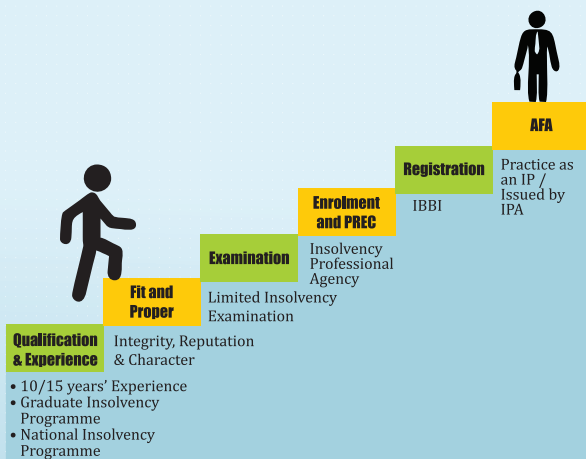 Qualification
& Experience
• 10/15 years' Experience
• Graduate Insolvency
Programme
• National Insolvency
Programme
Fit and
Proper
Integrity, Reputation
& Character
Examination
Limited Insolvency
Examination
Enrolment
and PREC
Insolvency
Professional
Agency
Registration
IBBI
AFA
Practice as
an IP /
Issued by
IPA